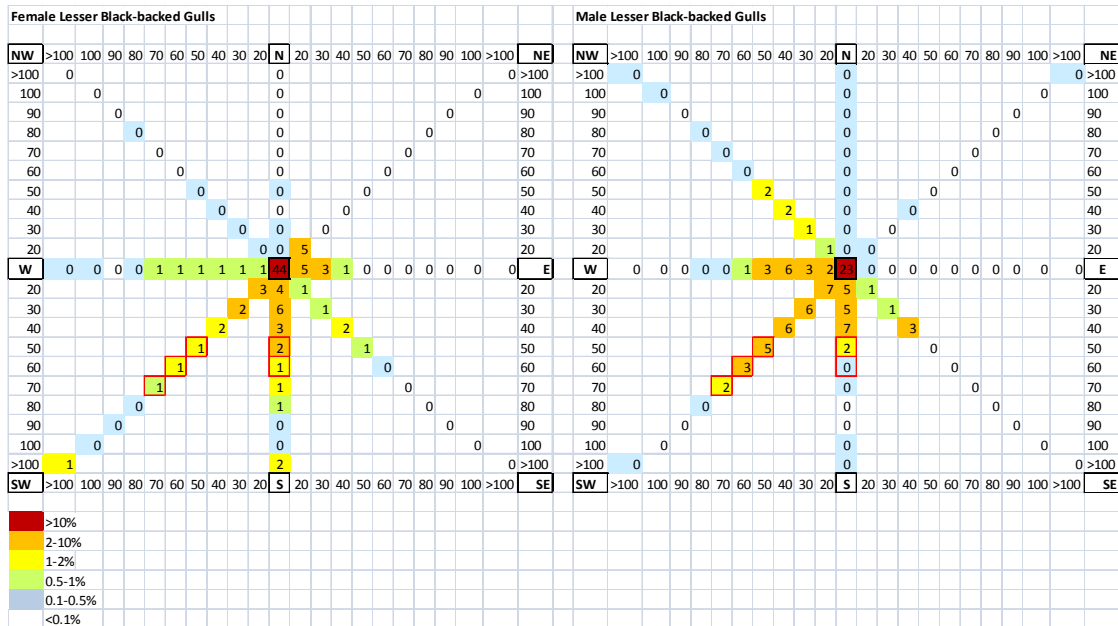 Female Lesser Black-backed Gulls Male Lesser Black-backed Gulls
NW >100 100 90 80 70 60 50 40 30 20 N 20 30 40 50 60 70 80 90 100 >100 NE NW >100 100 90 80 70 60 50 40 30 20 N 20 30 40 50 60 70 80 90 100 >100 NE
>100 0 0 0 >100 >100 0 0 0 >100
100 0 0 0 100 100 0 0 0 100
90 0 0 0 90 90 0 0 0 90
80 0 0 0 80 80 0 0 0 80
70 0 0 0 70 70 0 0 0 70
60 0 0 0 60 60 0 0 0 60
50 0 0 0 50 50 2 0 0 50
40 0 0 0 40 40 2 0 0 40
30 0 0 0 30 30 1 0 0 30
20 0 0 5 20 20 1 0 0 20
W 0 0 0 0 1 1 1 1 1 1 44 5 3 1 0 0 0 0 0 0 0 E W 0 0 0 0 0 1 3 6 3 2 23 0 0 0 0 0 0 0 0 0 0 E
20 3 4 1 20 20 7 5 1 20
30 2 6 1 30 30 6 5 1 30
40 2 3 2 40 40 6 7 3 40
50 1 2 1 50 50 5 2 0 50
60 1 1 0 60 60 3 0 0 60
70 1 1 0 70 70 2 0 0 70
80 0 1 0 80 80 0 0 0 80
90 0 0 0 90 90 0 0 0 90
100 0 0 0 100 100 0 0 0 100
>100 1 2 0 >100 >100 0 0 0 >100
SW >100 100 90 80 70 60 50 40 30 20 S 20 30 40 50 60 70 80 90 100 >100 SE SW >100 100 90 80 70 60 50 40 30 20 S 20 30 40 50 60 70 80 90 100 >100 SE
>10%
2-10%
1-2%
0.5-1%
0.1-0.5%
<0.1%